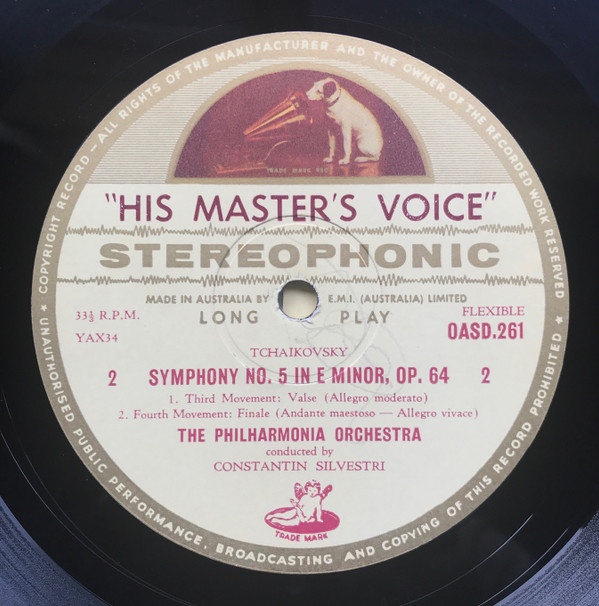 COPYRIGHT RECORD — ALL RIGHTS OF THE MANUFACTURER AND THE OWNER OF THE RECORDED WORK RESERVED
★ UNAUTHORISED PUBLIC PERFORMANCE, BROADCASTING AND COPYING OF THIS RECORD PROHIBITED ★
TRADE MARK REG
"HIS MASTER'S VOICE"
STEREOPHONIC
MADE IN AUSTRALIA BY E.M.I. (AUSTRALIA) LIMITED
33⅓ R.P.M. LONG PLAY FLEXIBLE
YAX34 OASD.261
TCHAIKOVSKY
2 SYMPHONY NO. 5 IN E MINOR, OP. 64 2
1. Third Movement: Valse (Allegro moderato)
2. Fourth Movement: Finale (Andante maestoso — Allegro vivace)
THE PHILHARMONIA ORCHESTRA
conducted by
CONSTANTIN SILVESTRI
TRADE MARK